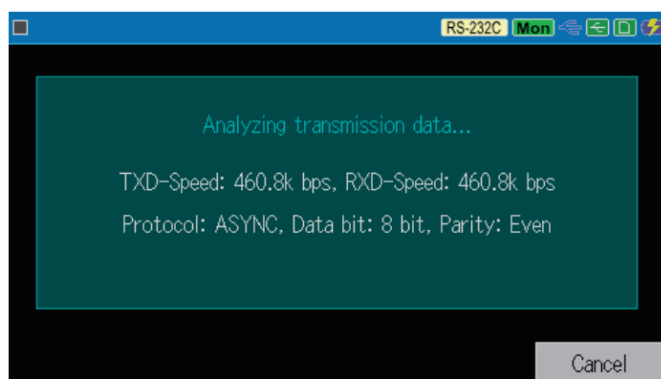 RS-232C Mon
Analyzing transmission data...
TXD-Speed: 460.8k bps, RXD-Speed: 460.8k bps
Protocol: ASYNC, Data bit: 8 bit, Parity: Even
Cancel